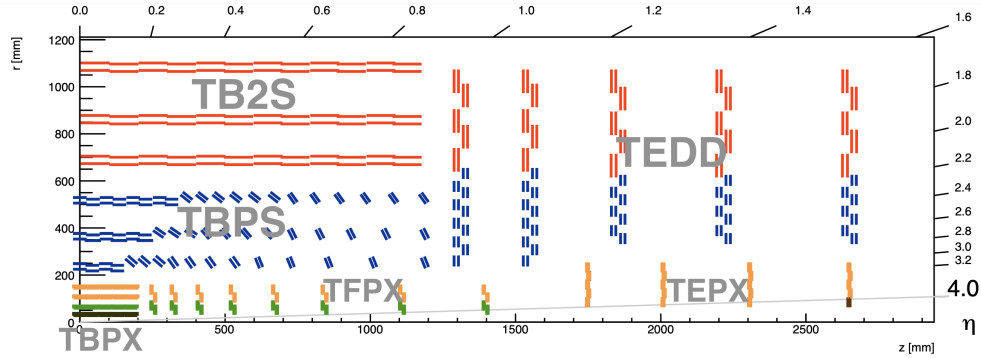 0.0 0.2 0.4 0.6 0.8 1.0 1.2 1.4 1.6
r [mm]
1200
1000
800
600
400
200
0
TB2S
TEDD
TBPS
TFPX
TEPX
TBPX
1.8
2.0
2.2
2.4
2.6
2.8
3.0
3.2
4.0
η
500 1000 1500 2000 2500
z [mm]